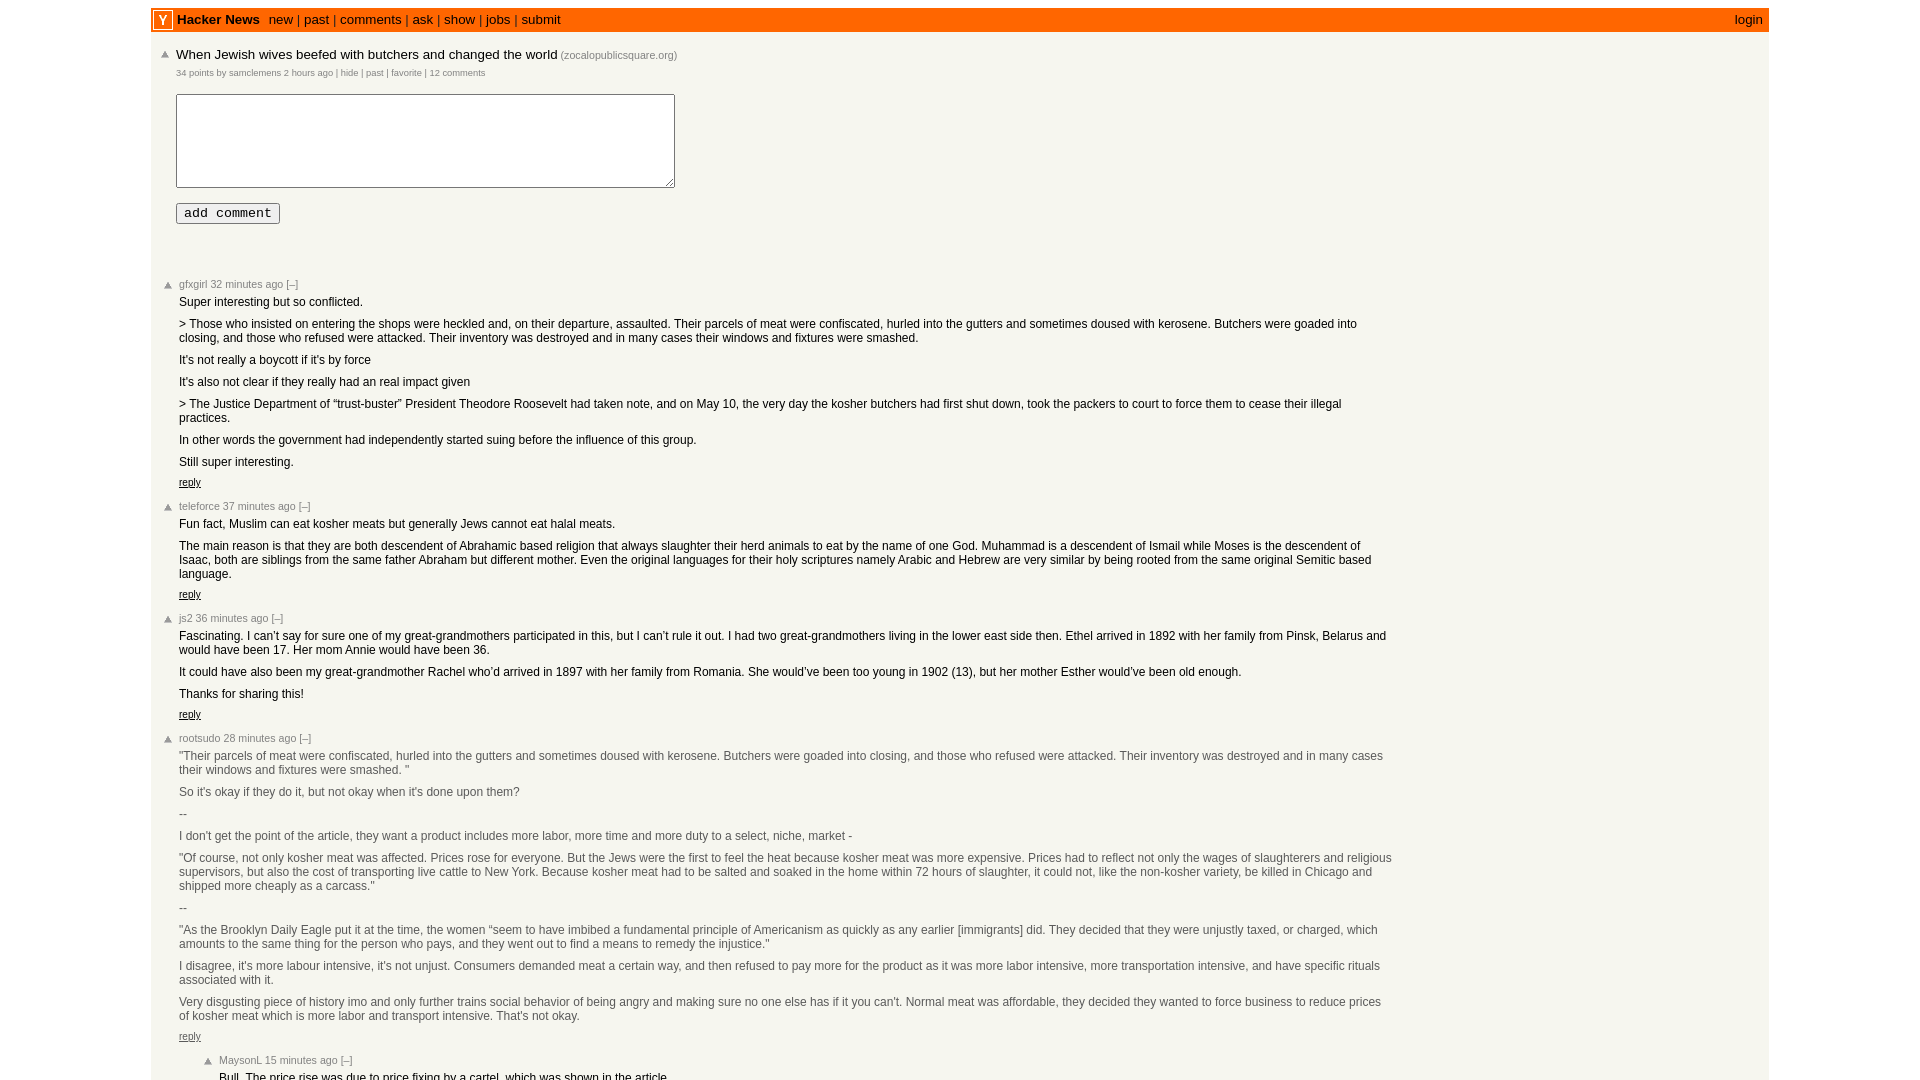 Y Hacker News new | past | comments | ask | show | jobs | submit login
When Jewish wives beefed with butchers and changed the world (zocalopublicsquare.org)
34 points by samclemens 2 hours ago | hide | past | favorite | 12 comments
add comment
gfxgirl 32 minutes ago [–]
Super interesting but so conflicted.
> Those who insisted on entering the shops were heckled and, on their departure, assaulted. Their parcels of meat were confiscated, hurled into the gutters and sometimes doused with kerosene. Butchers were goaded into
closing, and those who refused were attacked. Their inventory was destroyed and in many cases their windows and fixtures were smashed.
It's not really a boycott if it's by force
It's also not clear if they really had an real impact given
> The Justice Department of “trust-buster” President Theodore Roosevelt had taken note, and on May 10, the very day the kosher butchers had first shut down, took the packers to court to force them to cease their illegal
practices.
In other words the government had independently started suing before the influence of this group.
Still super interesting.
reply
teleforce 37 minutes ago [–]
Fun fact, Muslim can eat kosher meats but generally Jews cannot eat halal meats.
The main reason is that they are both descendent of Abrahamic based religion that always slaughter their herd animals to eat by the name of one God. Muhammad is a descendent of Ismail while Moses is the descendent of
Isaac, both are siblings from the same father Abraham but different mother. Even the original languages for their holy scriptures namely Arabic and Hebrew are very similar by being rooted from the same original Semitic based
language.
reply
js2 36 minutes ago [–]
Fascinating. I can’t say for sure one of my great-grandmothers participated in this, but I can’t rule it out. I had two great-grandmothers living in the lower east side then. Ethel arrived in 1892 with her family from Pinsk, Belarus and
would have been 17. Her mom Annie would have been 36.
It could have also been my great-grandmother Rachel who’d arrived in 1897 with her family from Romania. She would’ve been too young in 1902 (13), but her mother Esther would’ve been old enough.
Thanks for sharing this!
reply
rootsudo 28 minutes ago [–]
"Their parcels of meat were confiscated, hurled into the gutters and sometimes doused with kerosene. Butchers were goaded into closing, and those who refused were attacked. Their inventory was destroyed and in many cases
their windows and fixtures were smashed. "
So it's okay if they do it, but not okay when it's done upon them?
--
I don't get the point of the article, they want a product includes more labor, more time and more duty to a select, niche, market -
"Of course, not only kosher meat was affected. Prices rose for everyone. But the Jews were the first to feel the heat because kosher meat was more expensive. Prices had to reflect not only the wages of slaughterers and religious
supervisors, but also the cost of transporting live cattle to New York. Because kosher meat had to be salted and soaked in the home within 72 hours of slaughter, it could not, like the non-kosher variety, be killed in Chicago and
shipped more cheaply as a carcass."
--
"As the Brooklyn Daily Eagle put it at the time, the women “seem to have imbibed a fundamental principle of Americanism as quickly as any earlier [immigrants] did. They decided that they were unjustly taxed, or charged, which
amounts to the same thing for the person who pays, and they went out to find a means to remedy the injustice."
I disagree, it's more labour intensive, it's not unjust. Consumers demanded meat a certain way, and then refused to pay more for the product as it was more labor intensive, more transportation intensive, and have specific rituals
associated with it.
Very disgusting piece of history imo and only further trains social behavior of being angry and making sure no one else has if it you can't. Normal meat was affordable, they decided they wanted to force business to reduce prices
of kosher meat which is more labor and transport intensive. That's not okay.
reply
MaysonL 15 minutes ago [–]
Bull. The price rise was due to price fixing by a cartel, which was shown in the article.